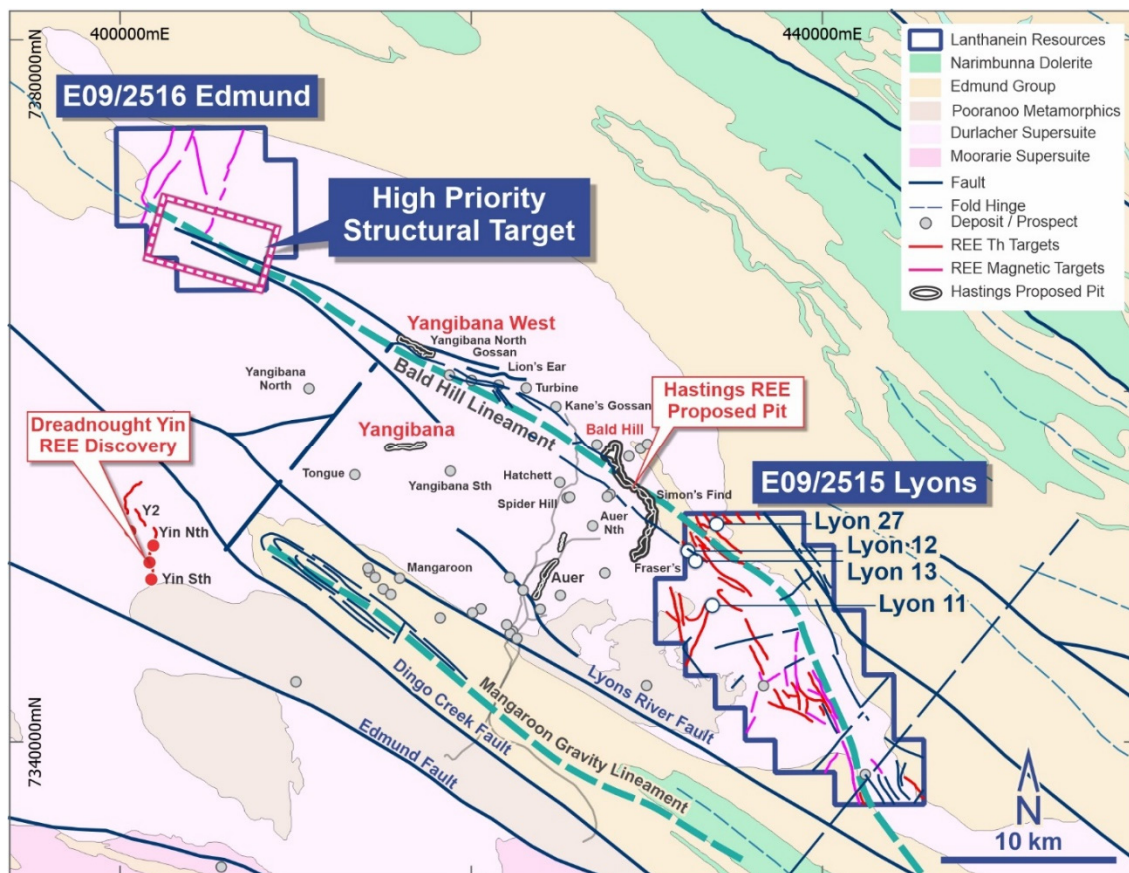 400000mE
440000mE
7380000mN
7340000mN
E09/2516 Edmund
High Priority
Structural Target
Lanthanein Resources
Narimbunna Dolerite
Edmund Group
Pooranoo Metamorphics
Durlacher Supersuite
Moorarie Supersuite
Fault
Fold Hinge
Deposit / Prospect
REE Th Targets
REE Magnetic Targets
Hastings Proposed Pit
Yangibana West
Yangibana North
Gossan
Lion's Ear
Yangibana
North
Turbine
Bald Hill Lineament
Kane's Gossan
Hastings REE
Proposed Pit
Dreadnought Yin
REE Discovery
Yangibana
Bald Hill
Tongue
Yangibana Sth
Hatchett
Spider Hill
Simon's Find
E09/2515 Lyons
Y2
Yin Nth
Yin Sth
Auer
Nth
Lyon 27
Lyon 12
Lyon 13
Lyon 11
Mangaroon
Auer
Fraser's
Lyons River Fault
Mangaroon Gravity Lineament
Dingo Creek Fault
Edmund Fault
N
10 km